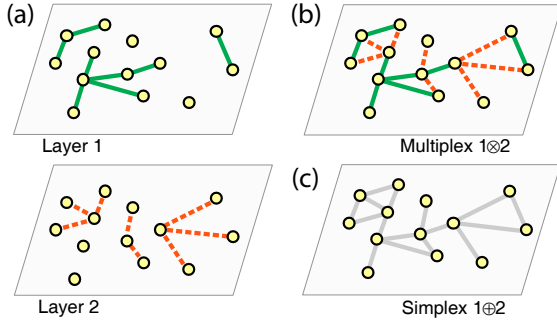 (a)
Layer 1
Layer 2
(b)
Multiplex 1⊗2
(c)
Simplex 1⊕2